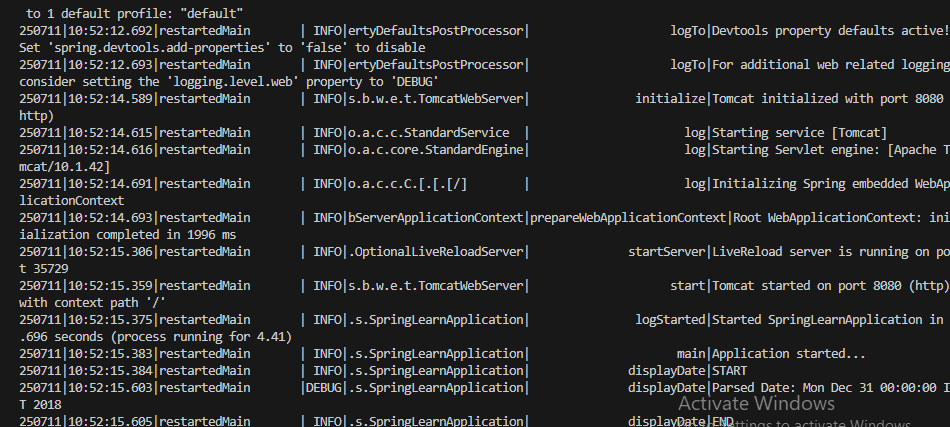 to 1 default profile: "default"
250711|10:52:12.692|restartedMain | INFO|ertyDefaultsPostProcessor| logTo|Devtools property defaults active!
Set 'spring.devtools.add-properties' to 'false' to disable
250711|10:52:12.693|restartedMain | INFO|ertyDefaultsPostProcessor| logTo|For additional web related logging
consider setting the 'logging.level.web' property to 'DEBUG'
250711|10:52:14.589|restartedMain | INFO|s.b.w.e.t.TomcatWebServer| initialize|Tomcat initialized with port 8080
http)
250711|10:52:14.615|restartedMain | INFO|o.a.c.c.StandardService | log|Starting service [Tomcat]
250711|10:52:14.616|restartedMain | INFO|o.a.c.core.StandardEngine| log|Starting Servlet engine: [Apache T
mcat/10.1.42]
250711|10:52:14.691|restartedMain | INFO|o.a.c.c.C.[.[.[/] | log|Initializing Spring embedded WebAp
licationContext
250711|10:52:14.693|restartedMain | INFO|bServerApplicationContext|prepareWebApplicationContext|Root WebApplicationContext: ini
ialization completed in 1996 ms
250711|10:52:15.306|restartedMain | INFO|.OptionalLiveReloadServer| startServer|LiveReload server is running on po
t 35729
250711|10:52:15.359|restartedMain | INFO|s.b.w.e.t.TomcatWebServer| start|Tomcat started on port 8080 (http)
with context path '/'
250711|10:52:15.375|restartedMain | INFO|.s.SpringLearnApplication| logStarted|Started SpringLearnApplication in
.696 seconds (process running for 4.41)
250711|10:52:15.383|restartedMain | INFO|.s.SpringLearnApplication| main|Application started...
250711|10:52:15.384|restartedMain | INFO|.s.SpringLearnApplication| displayDate|START
250711|10:52:15.603|restartedMain |DEBUG|.s.SpringLearnApplication| displayDate|Parsed Date: Mon Dec 31 00:00:00 I
T 2018
Activate Windows
250711|10:52:15.605|restartedMain | INFO|.s.SpringLearnApplication| displayDate|END
ettings to activate Windows.